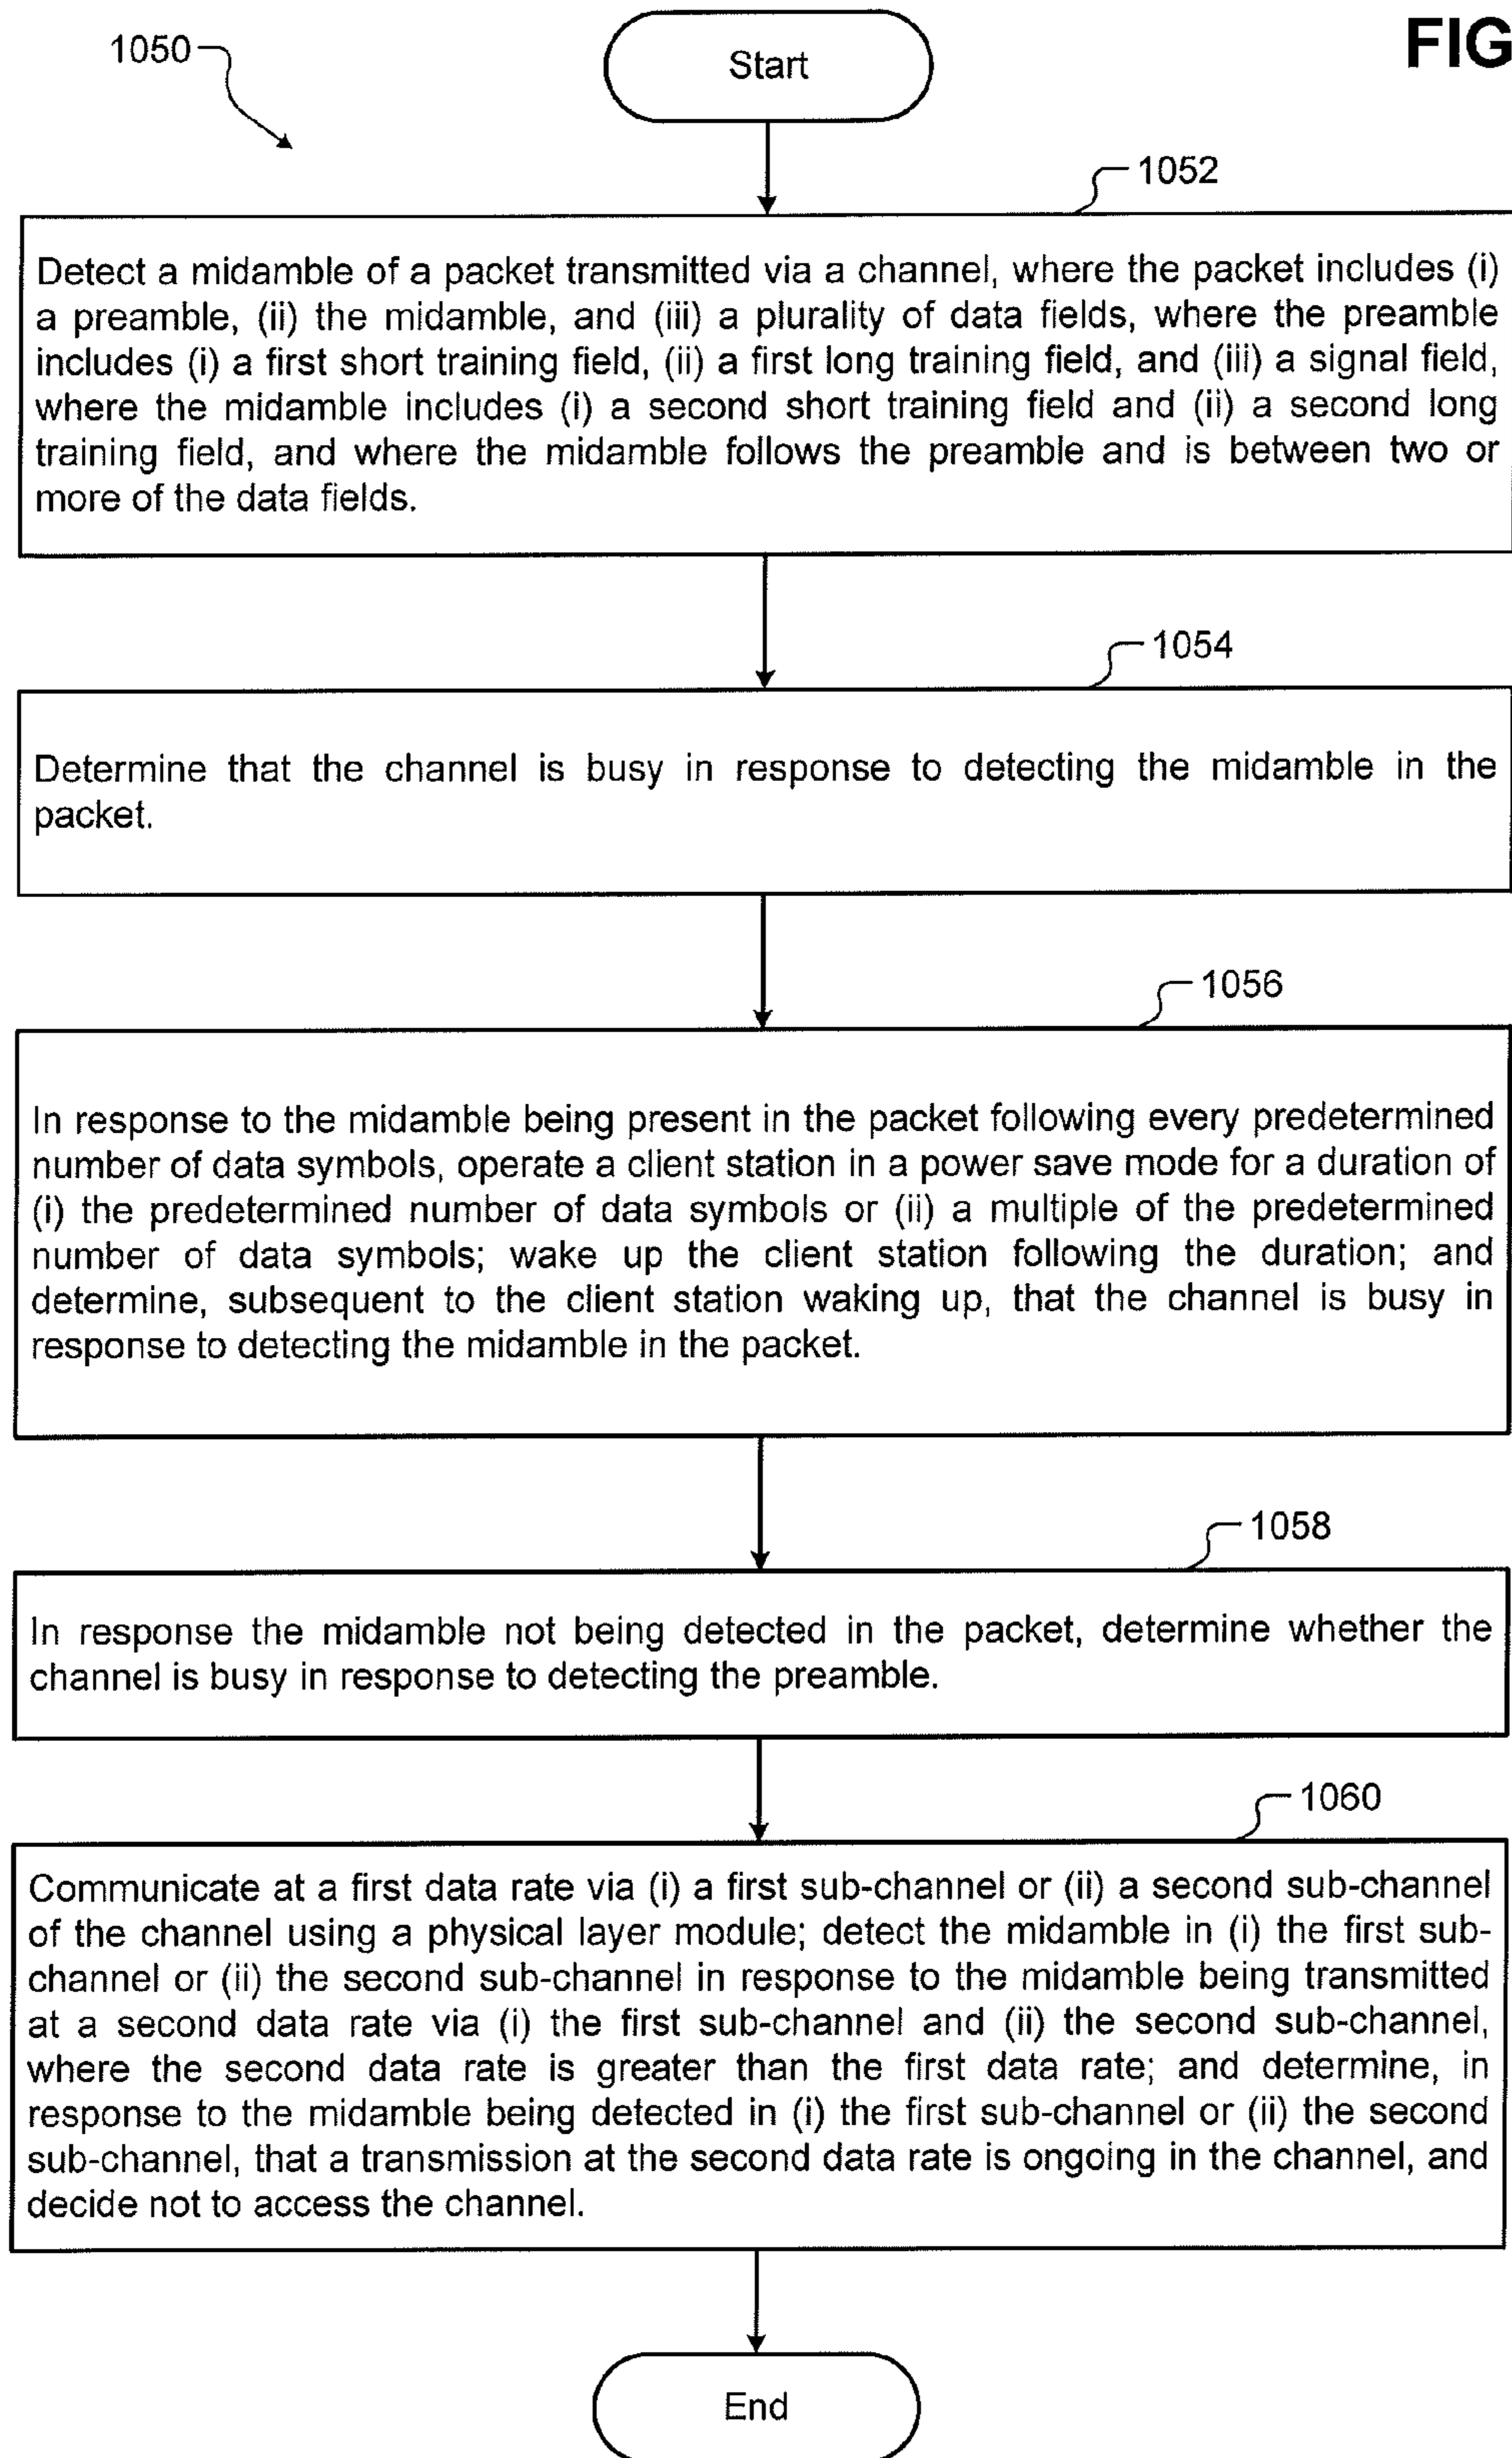 FIG
1050
Start
1052
Detect a midamble of a packet transmitted via a channel, where the packet includes (i)
a preamble, (ii) the midamble, and (iii) a plurality of data fields, where the preamble
includes (i) a first short training field, (ii) a first long training field, and (iii) a signal field,
where the midamble includes (i) a second short training field and (ii) a second long
training field, and where the midamble follows the preamble and is between two or
more of the data fields.
1054
Determine that the channel is busy in response to detecting the midamble in the
packet.
1056
In response to the midamble being present in the packet following every predetermined
number of data symbols, operate a client station in a power save mode for a duration of
(i) the predetermined number of data symbols or (ii) a multiple of the predetermined
number of data symbols; wake up the client station following the duration; and
determine, subsequent to the client station waking up, that the channel is busy in
response to detecting the midamble in the packet.
1058
In response the midamble not being detected in the packet, determine whether the
channel is busy in response to detecting the preamble.
1060
Communicate at a first data rate via (i) a first sub-channel or (ii) a second sub-channel
of the channel using a physical layer module; detect the midamble in (i) the first sub-
channel or (ii) the second sub-channel in response to the midamble being transmitted
at a second data rate via (i) the first sub-channel and (ii) the second sub-channel,
where the second data rate is greater than the first data rate; and determine, in
response to the midamble being detected in (i) the first sub-channel or (ii) the second
sub-channel, that a transmission at the second data rate is ongoing in the channel, and
decide not to access the channel.
End